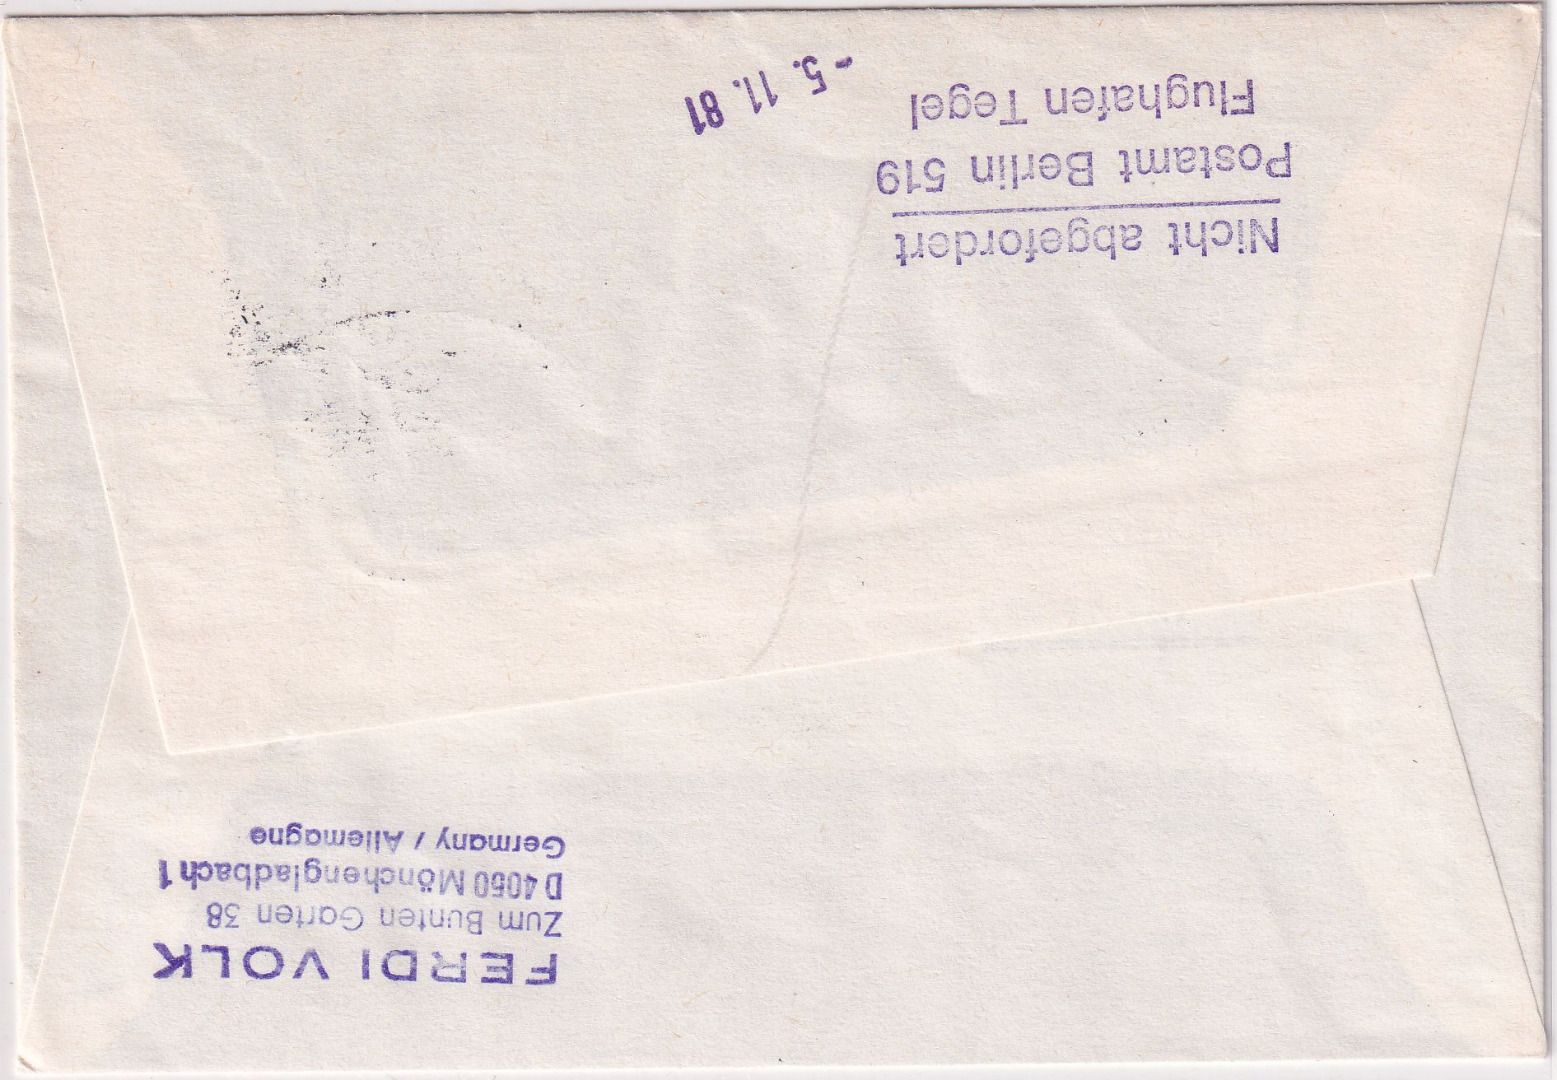 FERDI VOLK
Zum Bunten Garten 38
D 4050 Mönchengladbach 1
Germany / Allemagne
Nicht abgefordert
Postamt Berlin 519
Flughafen Tegel
- 5. 11. 81